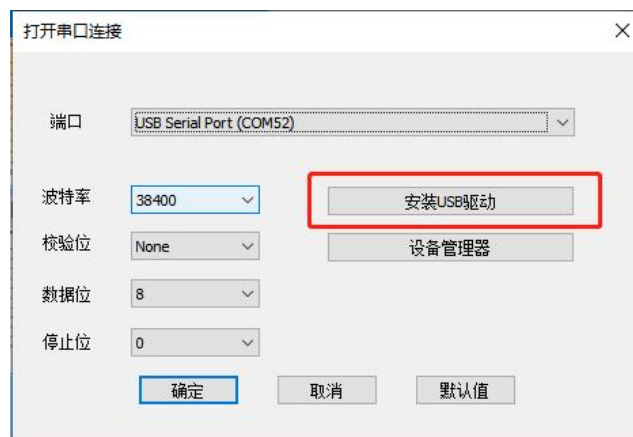 打开串口连接
端口 USB Serial Port (COM52)
波特率 38400 安装USB驱动
校验位 None 设备管理器
数据位 8
停止位 0
确定 取消 默认值